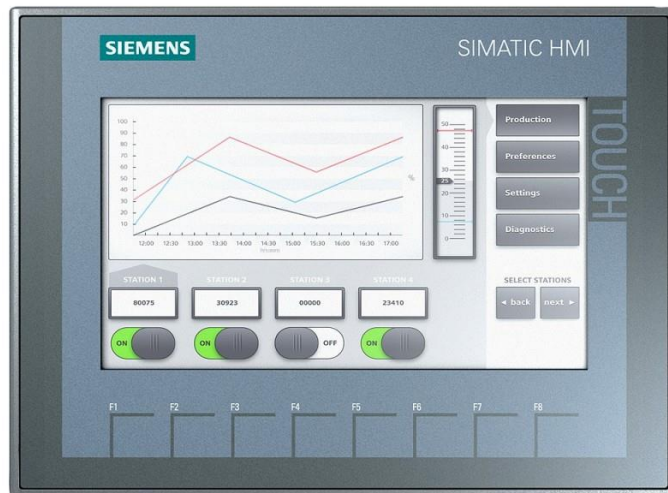 SIEMENS
SIMATIC HMI
TOUCH
100
90
80
70
60
50
40
30
20
10
12:00 12:30 13:00 13:30 14:00 14:30 15:00 15:30 16:00 16:30 17:00
%
50
40
30
25
20
10
0
Production
Preferences
Settings
Diagnostics
SELECT STATIONS
◄ back next ►
STATION 1 STATION 2 STATION 3 STATION 4
80075 30923 00000 23410
ON ON OFF ON
F1 F2 F3 F4 F5 F6 F7 F8